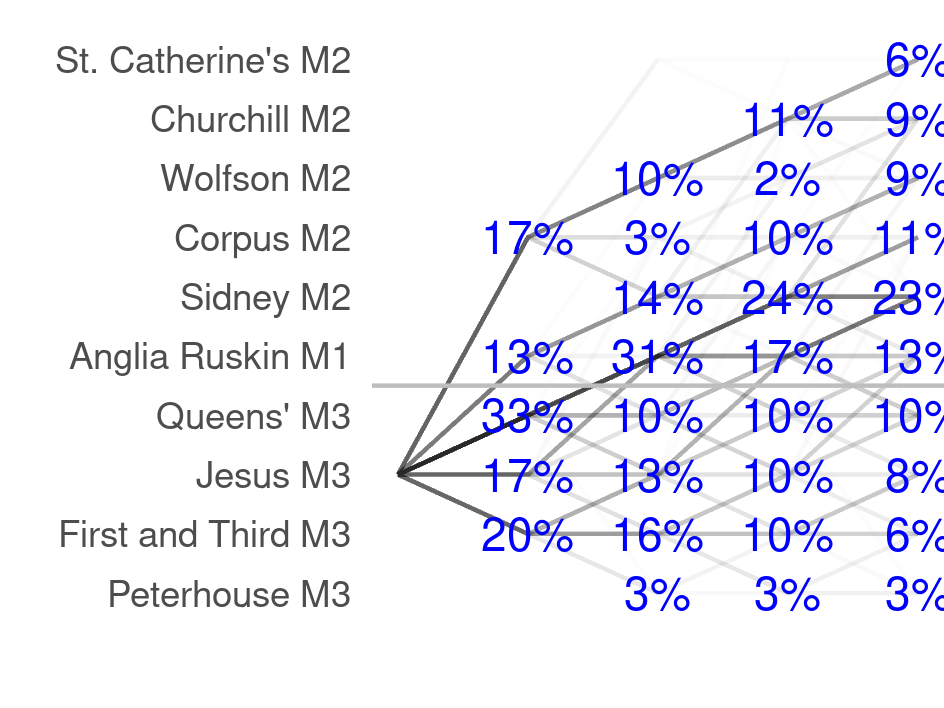 St. Catherine's M2 6%
Churchill M2 11% 9%
Wolfson M2 10% 2% 9%
Corpus M2 17% 3% 10% 11%
Sidney M2 14% 24% 23%
Anglia Ruskin M1 13% 31% 17% 13%
Queens' M3 33% 10% 10% 10%
Jesus M3 17% 13% 10% 8%
First and Third M3 20% 16% 10% 6%
Peterhouse M3 3% 3% 3%